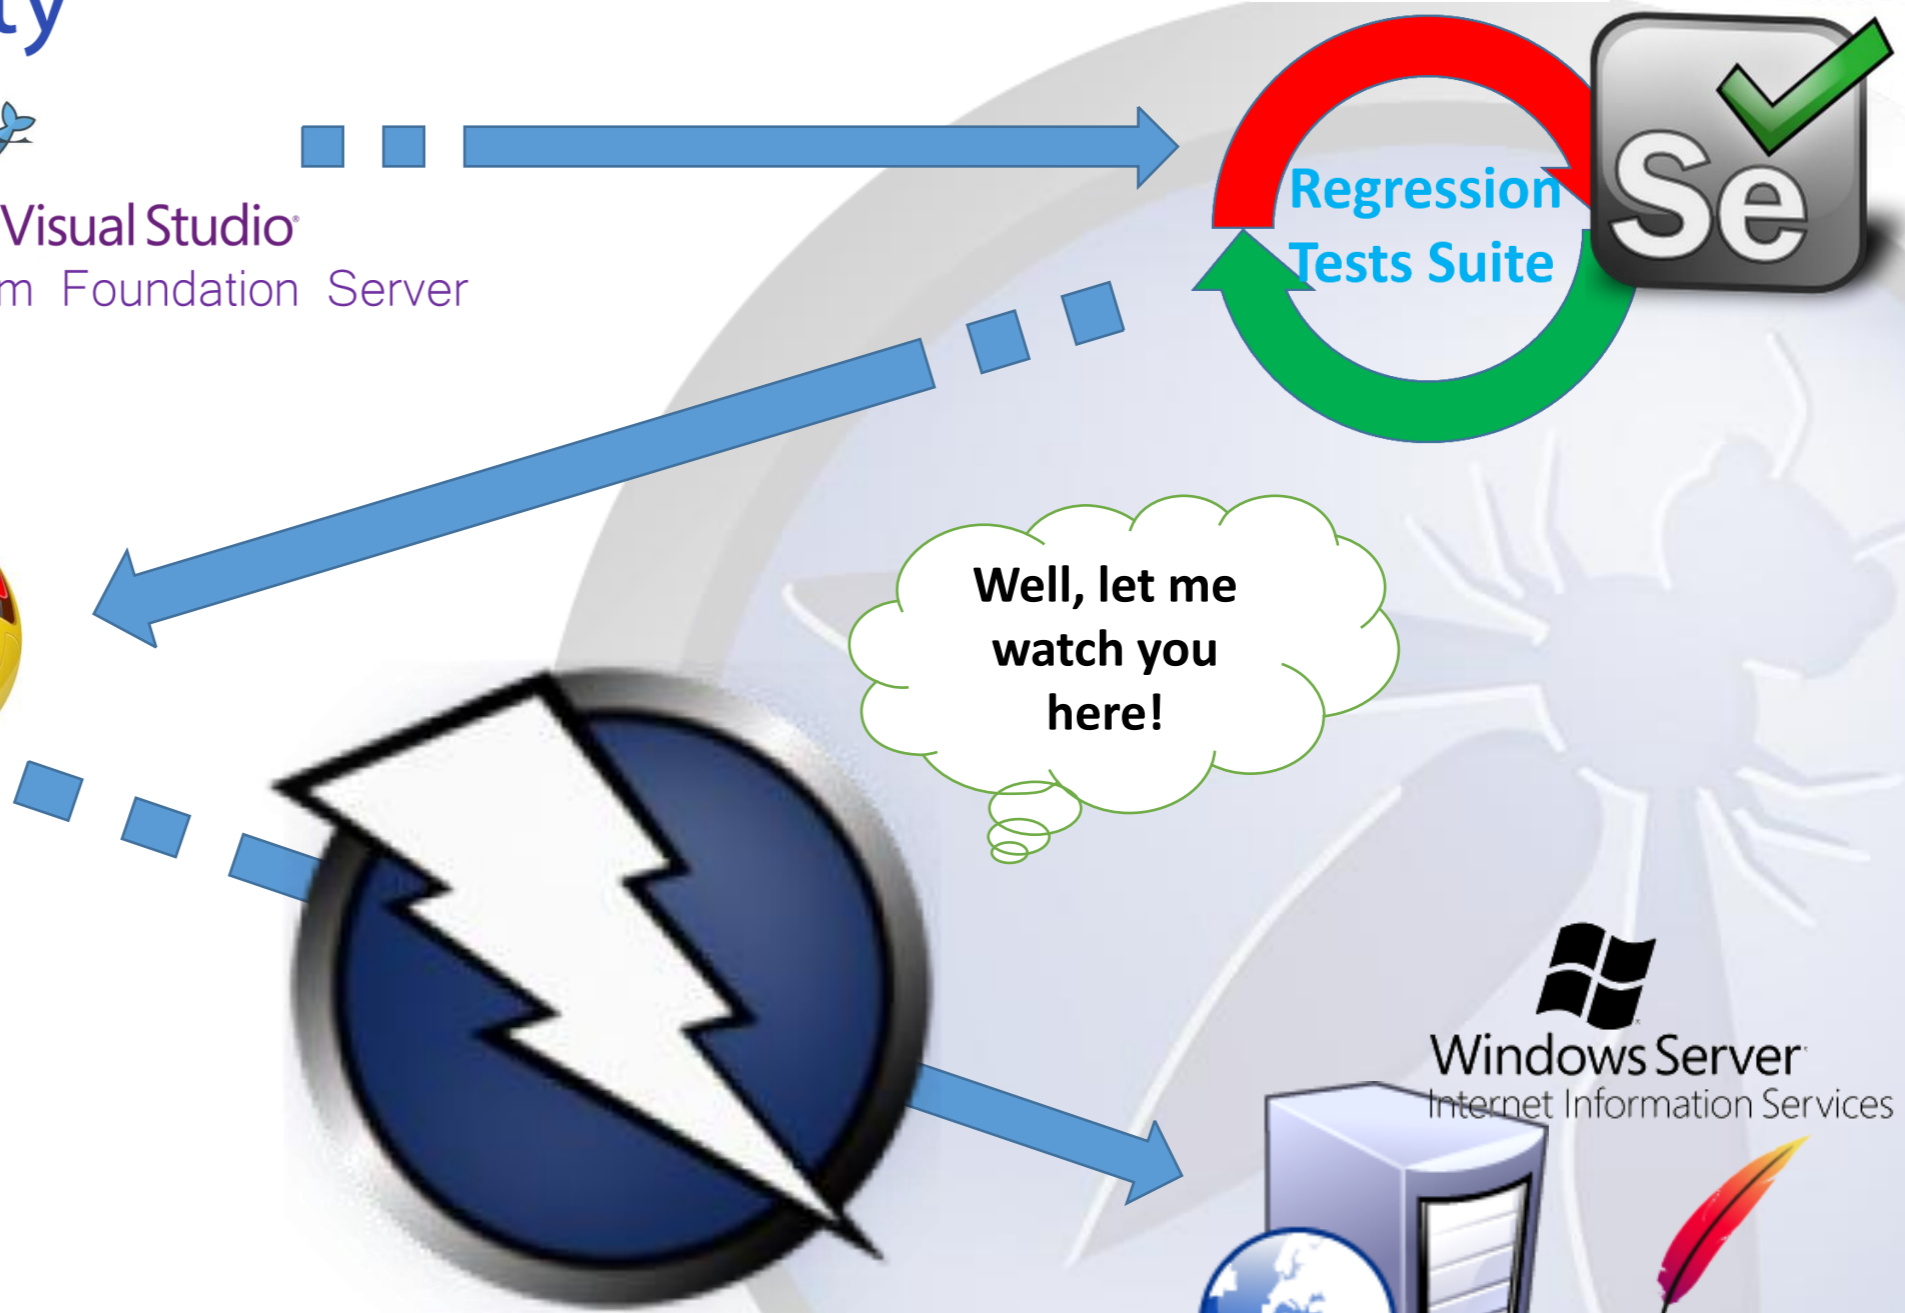 ty
Visual Studio
m Foundation Server
Regression
Tests Suite
Se
Well, let me
watch you
here!
Windows Server
Internet Information Services